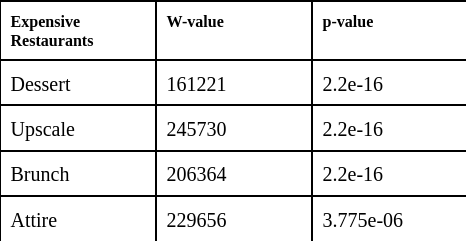 Expensive Restaurants W-value p-value
Dessert 161221 2.2e-16
Upscale 245730 2.2e-16
Brunch 206364 2.2e-16
Attire 229656 3.775e-06